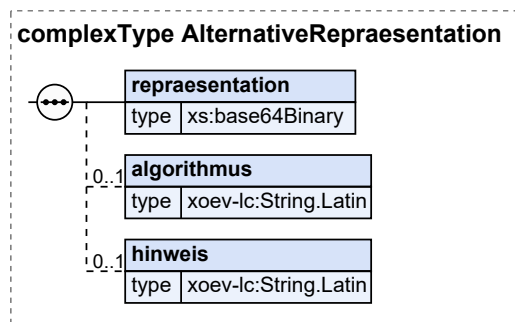 complexType AlternativeRepraesentation
repraesentation
type xs:base64Binary
0..1 algorithmus
type xoev-lc:String.Latin
0..1 hinweis
type xoev-lc:String.Latin